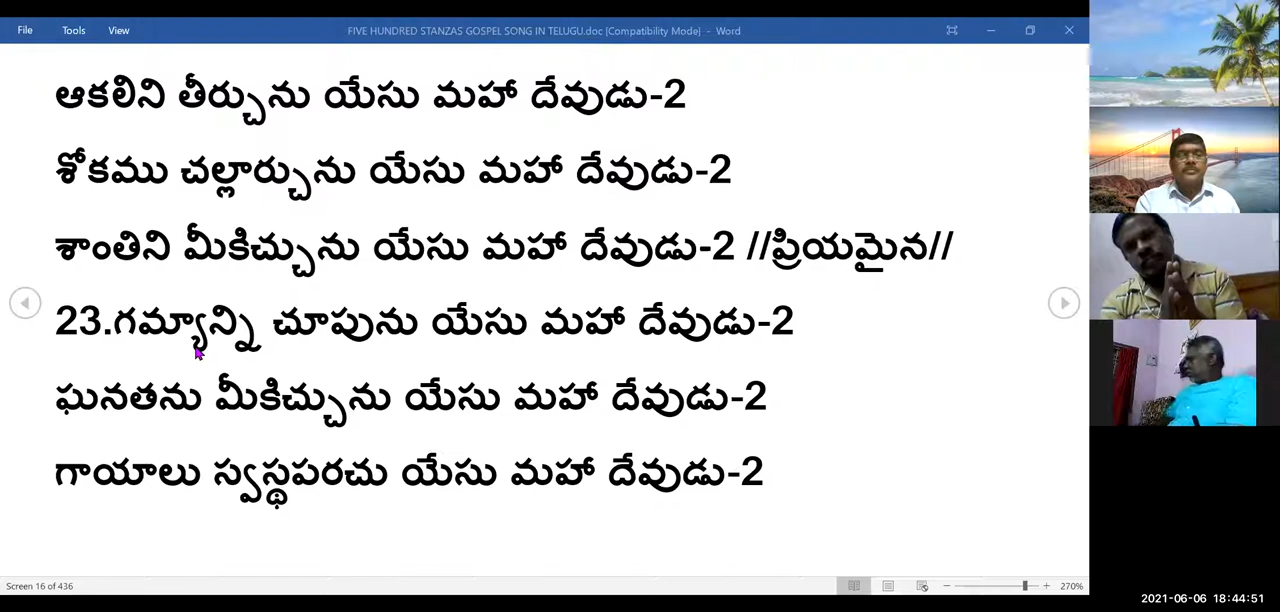 File Tools View FIVE HUNDRED STANZAS GOSPEL SONG IN TELUGU.doc [Compatibility Mode] - Word
ఆకలిని తీర్చును యేసు మహా దేవుడు-2
శోకము చల్లార్చును యేసు మహా దేవుడు-2
శాంతిని మీకిచ్చును యేసు మహా దేవుడు-2 //ప్రియమైన//
23.గమ్యాన్ని చూపును యేసు మహా దేవుడు-2
ఘనతను మీకిచ్చును యేసు మహా దేవుడు-2
గాయాలు స్వస్థపరచు యేసు మహా దేవుడు-2
Screen 16 of 436 270%
2021-06-06 18:44:51